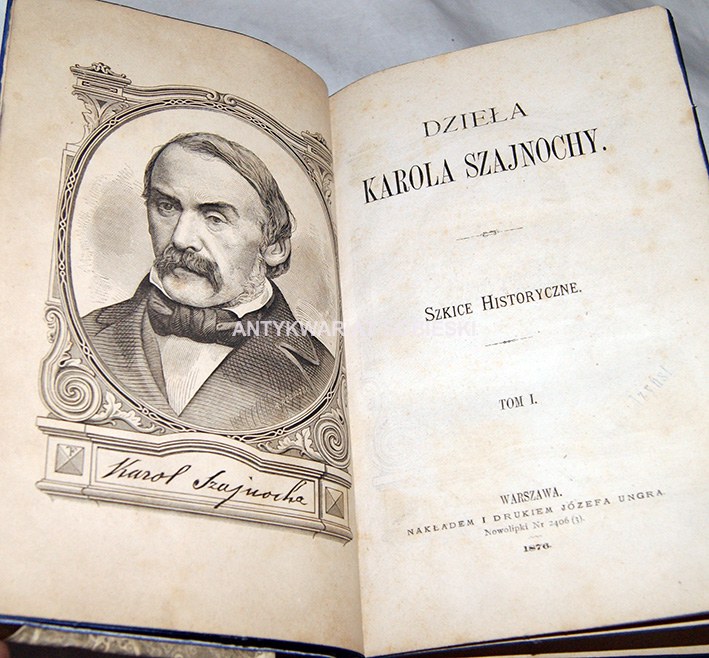 Karol Szajnocha
DZIEŁA
KAROLA SZAJNOCHY.
SZKICE HISTORYCZNE.
TOM I.
WARSZAWA.
NAKŁADEM I DRUKIEM JÓZEFA UNGRA.
Nowolipki Nr 2406 (3).
1876.